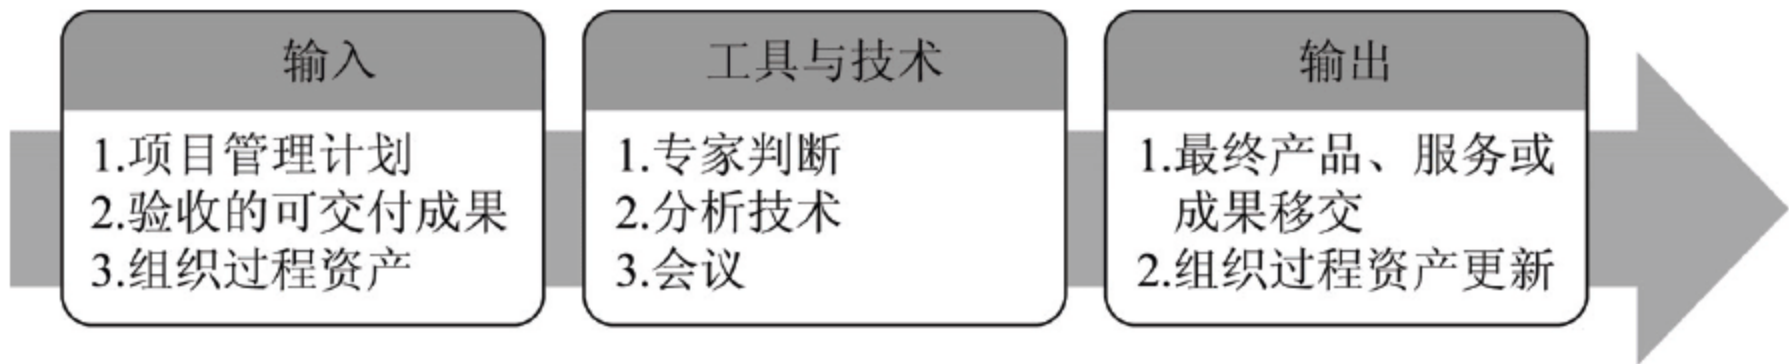 输入
1.项目管理计划
2.验收的可交付成果
3.组织过程资产
工具与技术
1.专家判断
2.分析技术
3.会议
输出
1.最终产品、服务或
成果移交
2.组织过程资产更新